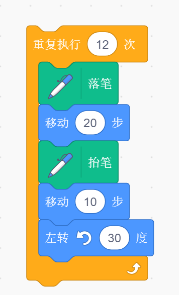 重复执行 12 次
落笔
移动 20 步
抬笔
移动 10 步
左转 30 度